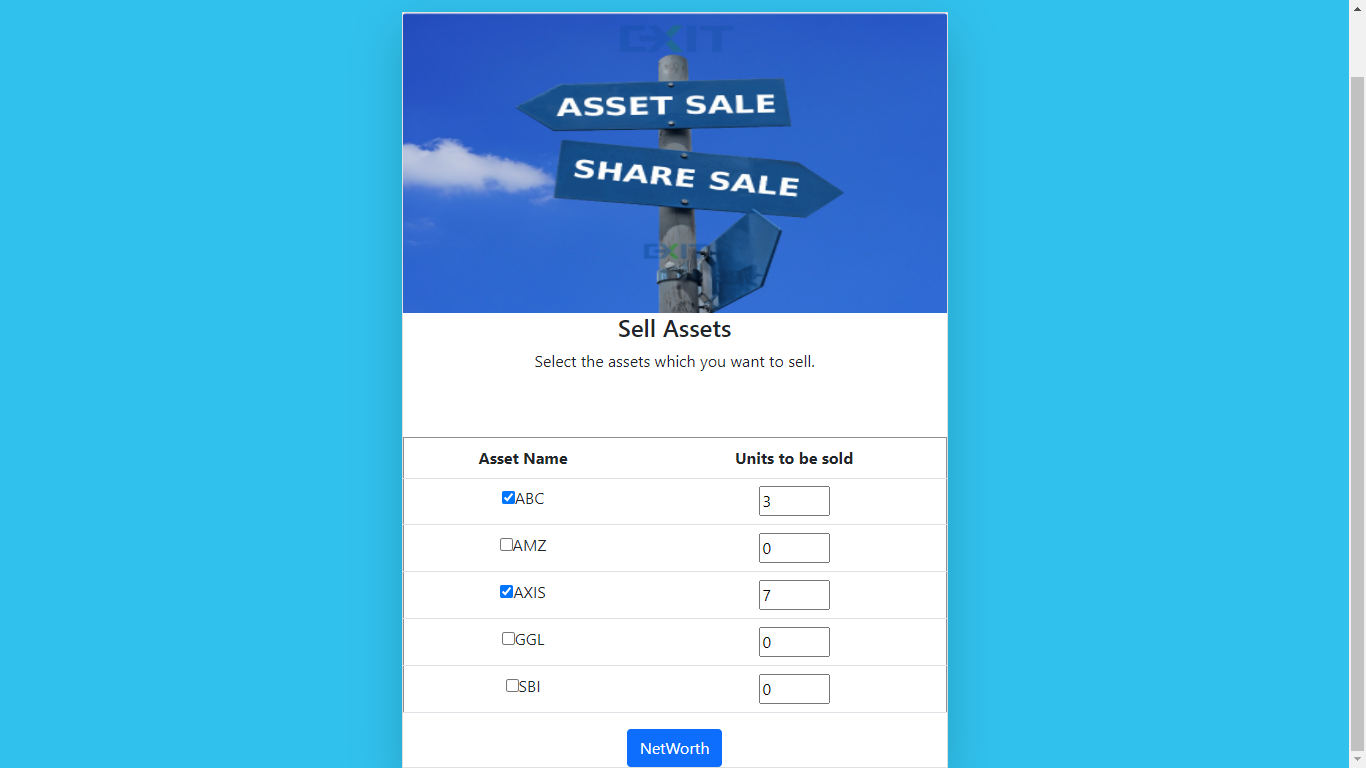 EXIT
ASSET SALE
SHARE SALE
EXIT
Sell Assets
Select the assets which you want to sell.
Asset Name Units to be sold
ABC 3
AMZ 0
AXIS 7
GGL 0
SBI 0
NetWorth